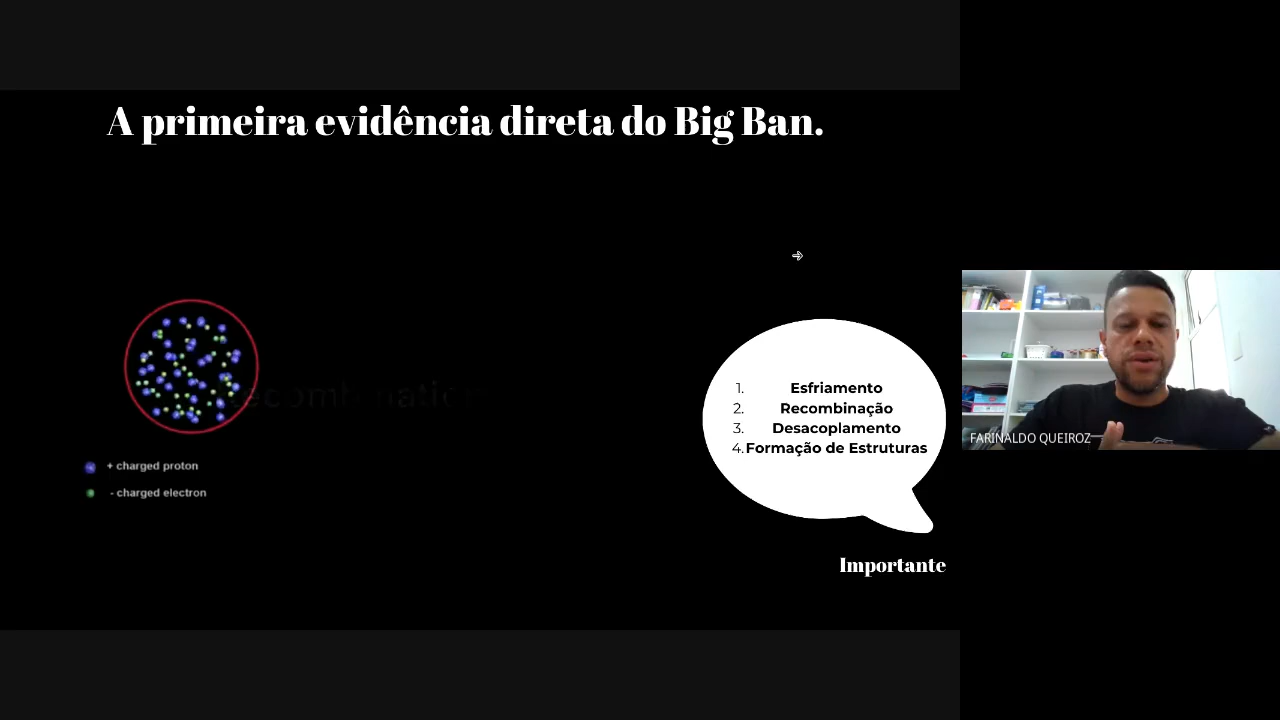 A primeira evidência direta do Big Ban.
Recombination
+ charged proton
- charged electron
1. Esfriamento
2. Recombinação
3. Desacoplamento
4. Formação de Estruturas
Importante
FARINALDO QUEIROZ